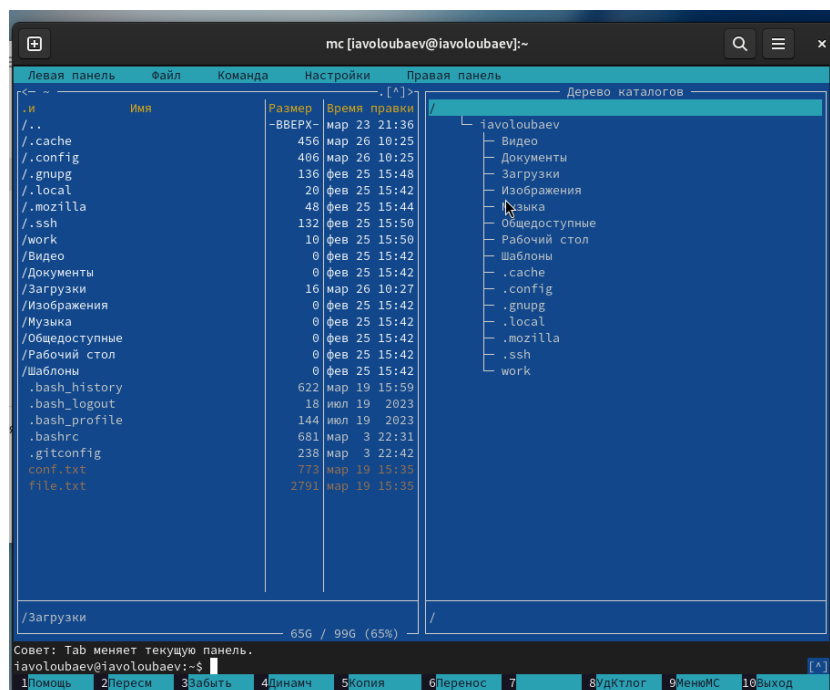 mc [iavoloubaev@iavoloubaev]:~
Левая панель Файл Команда Настройки Правая панель
<— ~ .[^]>
.и Имя Размер Время правки
/.. -ВВЕРХ- мар 23 21:36
/.cache 456 мар 26 10:25
/.config 406 мар 26 10:25
/.gnupg 136 фев 25 15:48
/.local 20 фев 25 15:42
/.mozilla 48 фев 25 15:44
/.ssh 132 фев 25 15:50
/work 10 фев 25 15:50
/Видео 0 фев 25 15:42
/Документы 0 фев 25 15:42
/Загрузки 16 мар 26 10:27
/Изображения 0 фев 25 15:42
/Музыка 0 фев 25 15:42
/Общедоступные 0 фев 25 15:42
/Рабочий стол 0 фев 25 15:42
/Шаблоны 0 фев 25 15:42
.bash_history 622 мар 19 15:59
.bash_logout 18 июл 19 2023
.bash_profile 144 июл 19 2023
.bashrc 681 мар 3 22:31
.gitconfig 238 мар 3 22:42
conf.txt 773 мар 19 15:35
file.txt 2791 мар 19 15:35
/Загрузки
65G / 99G (65%)
Дерево каталогов
/
iavoloubaev
Видео
Документы
Загрузки
Изображения
Музыка
Общедоступные
Рабочий стол
Шаблоны
.cache
.config
.gnupg
.local
.mozilla
.ssh
work
/
Совет: Tab меняет текущую панель.
iavoloubaev@iavoloubaev:~$ [^]
1Помощь 2Пересм 3Забыть 4Динамч 5Копия 6Перенос 7 8УдКтлог 9МенюМС 10Выход